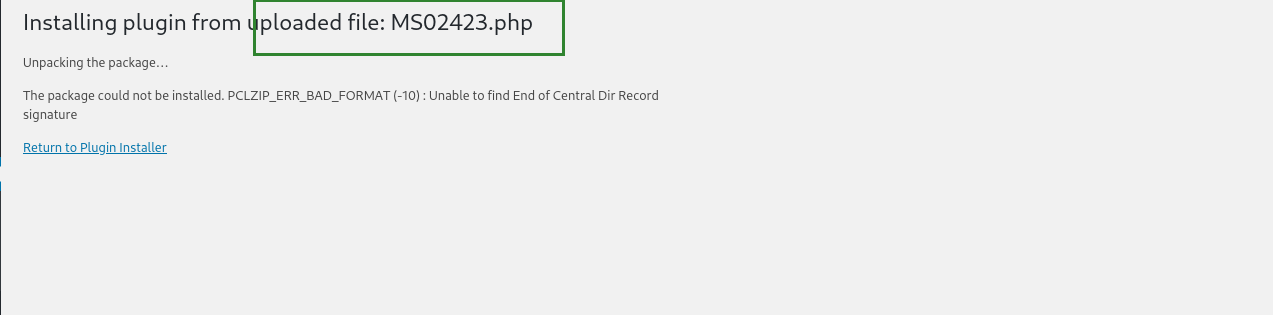 Installing plugin from uploaded file: MS02423.php
Unpacking the package…
The package could not be installed. PCLZIP_ERR_BAD_FORMAT (-10) : Unable to find End of Central Dir Record
signature
Return to Plugin Installer